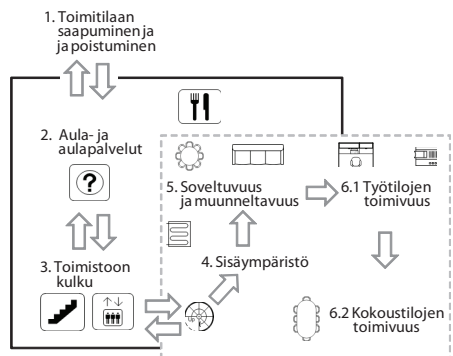 1. Toimitilaan
saapuminen ja
ja poistuminen
2. Aula- ja
aulapalvelut
?
3. Toimistoon
kulku
4. Sisäympäristö
5. Soveltuvuus
ja muunneltavuus
6.1 Työtilojen
toimivuus
6.2 Kokoustilojen
toimivuus